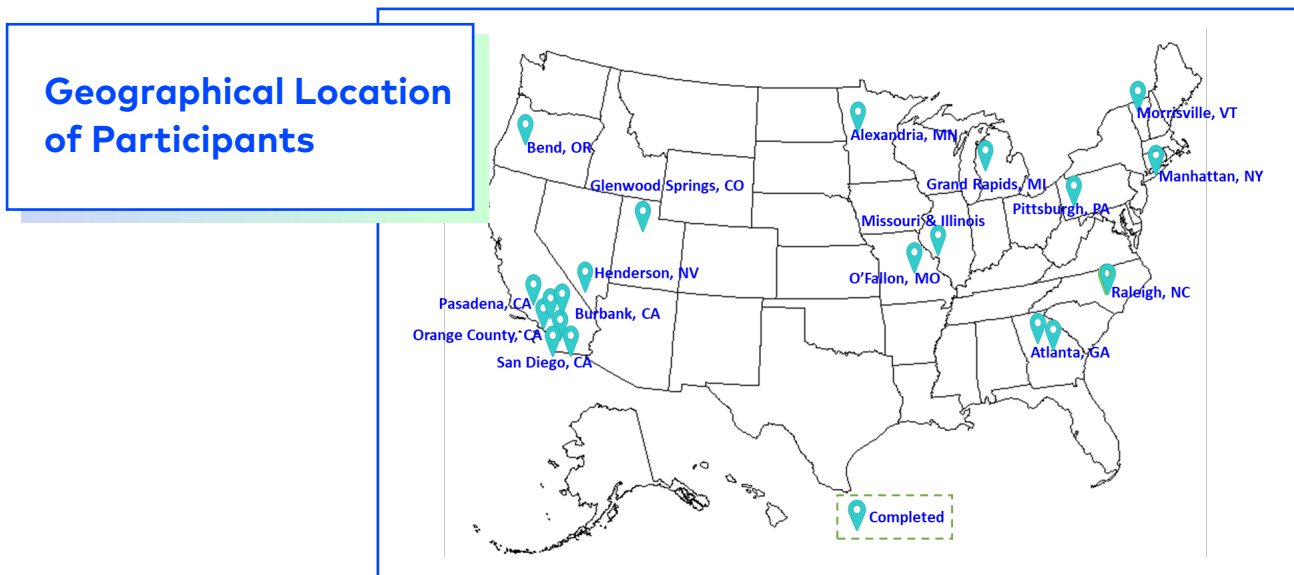 Geographical Location
of Participants
Morrisville, VT
Alexandria, MN
Bend, OR
Manhattan, NY
Grand Rapids, MI
Glenwood Springs, CO
Pittsburgh, PA
Missouri & Illinois
Henderson, NV
O'Fallon, MO
Raleigh, NC
Pasadena, CA
Burbank, CA
Orange County, CA
Atlanta, GA
San Diego, CA
Completed